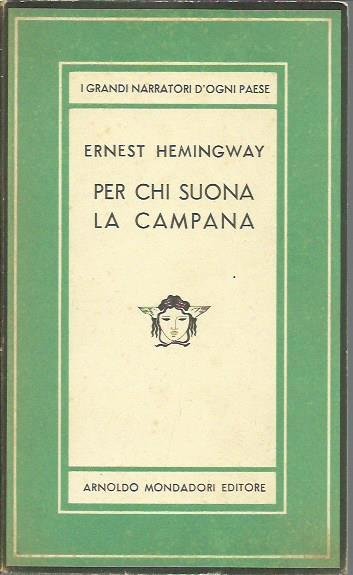 I GRANDI NARRATORI D'OGNI PAESE
ERNEST HEMINGWAY
PER CHI SUONA
LA CAMPANA
ARNOLDO MONDADORI EDITORE